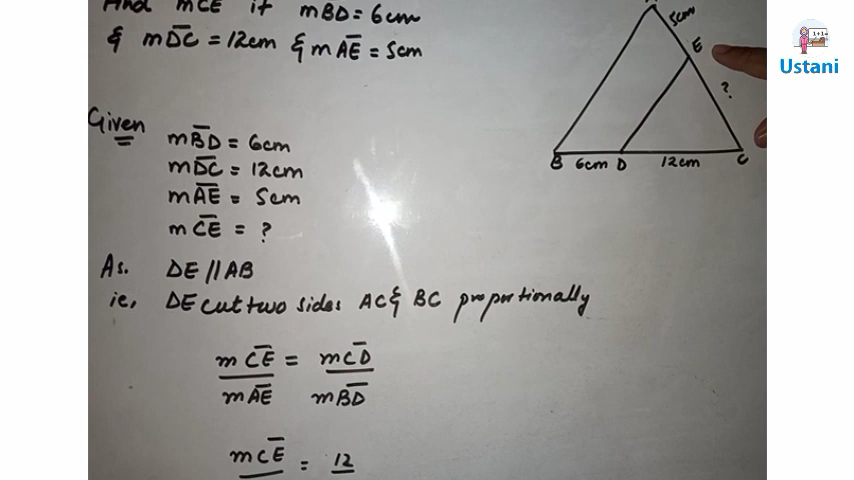 Find mCE if mBD = 6cm
& mDC = 12cm & mAE = 5cm
Given
mBD = 6cm
mDC = 12cm
mAE = 5cm
mCE = ?
As. DE // AB
ie, DE cut two sides AC & BC proportionally
mCE = mCD
mAE mBD
mCE = 12
5cm
E
?
B 6cm D 12cm C
1+1=
Ustani